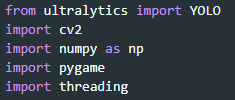 from ultralytics import YOLO
import cv2
import numpy as np
import pygame
import threading